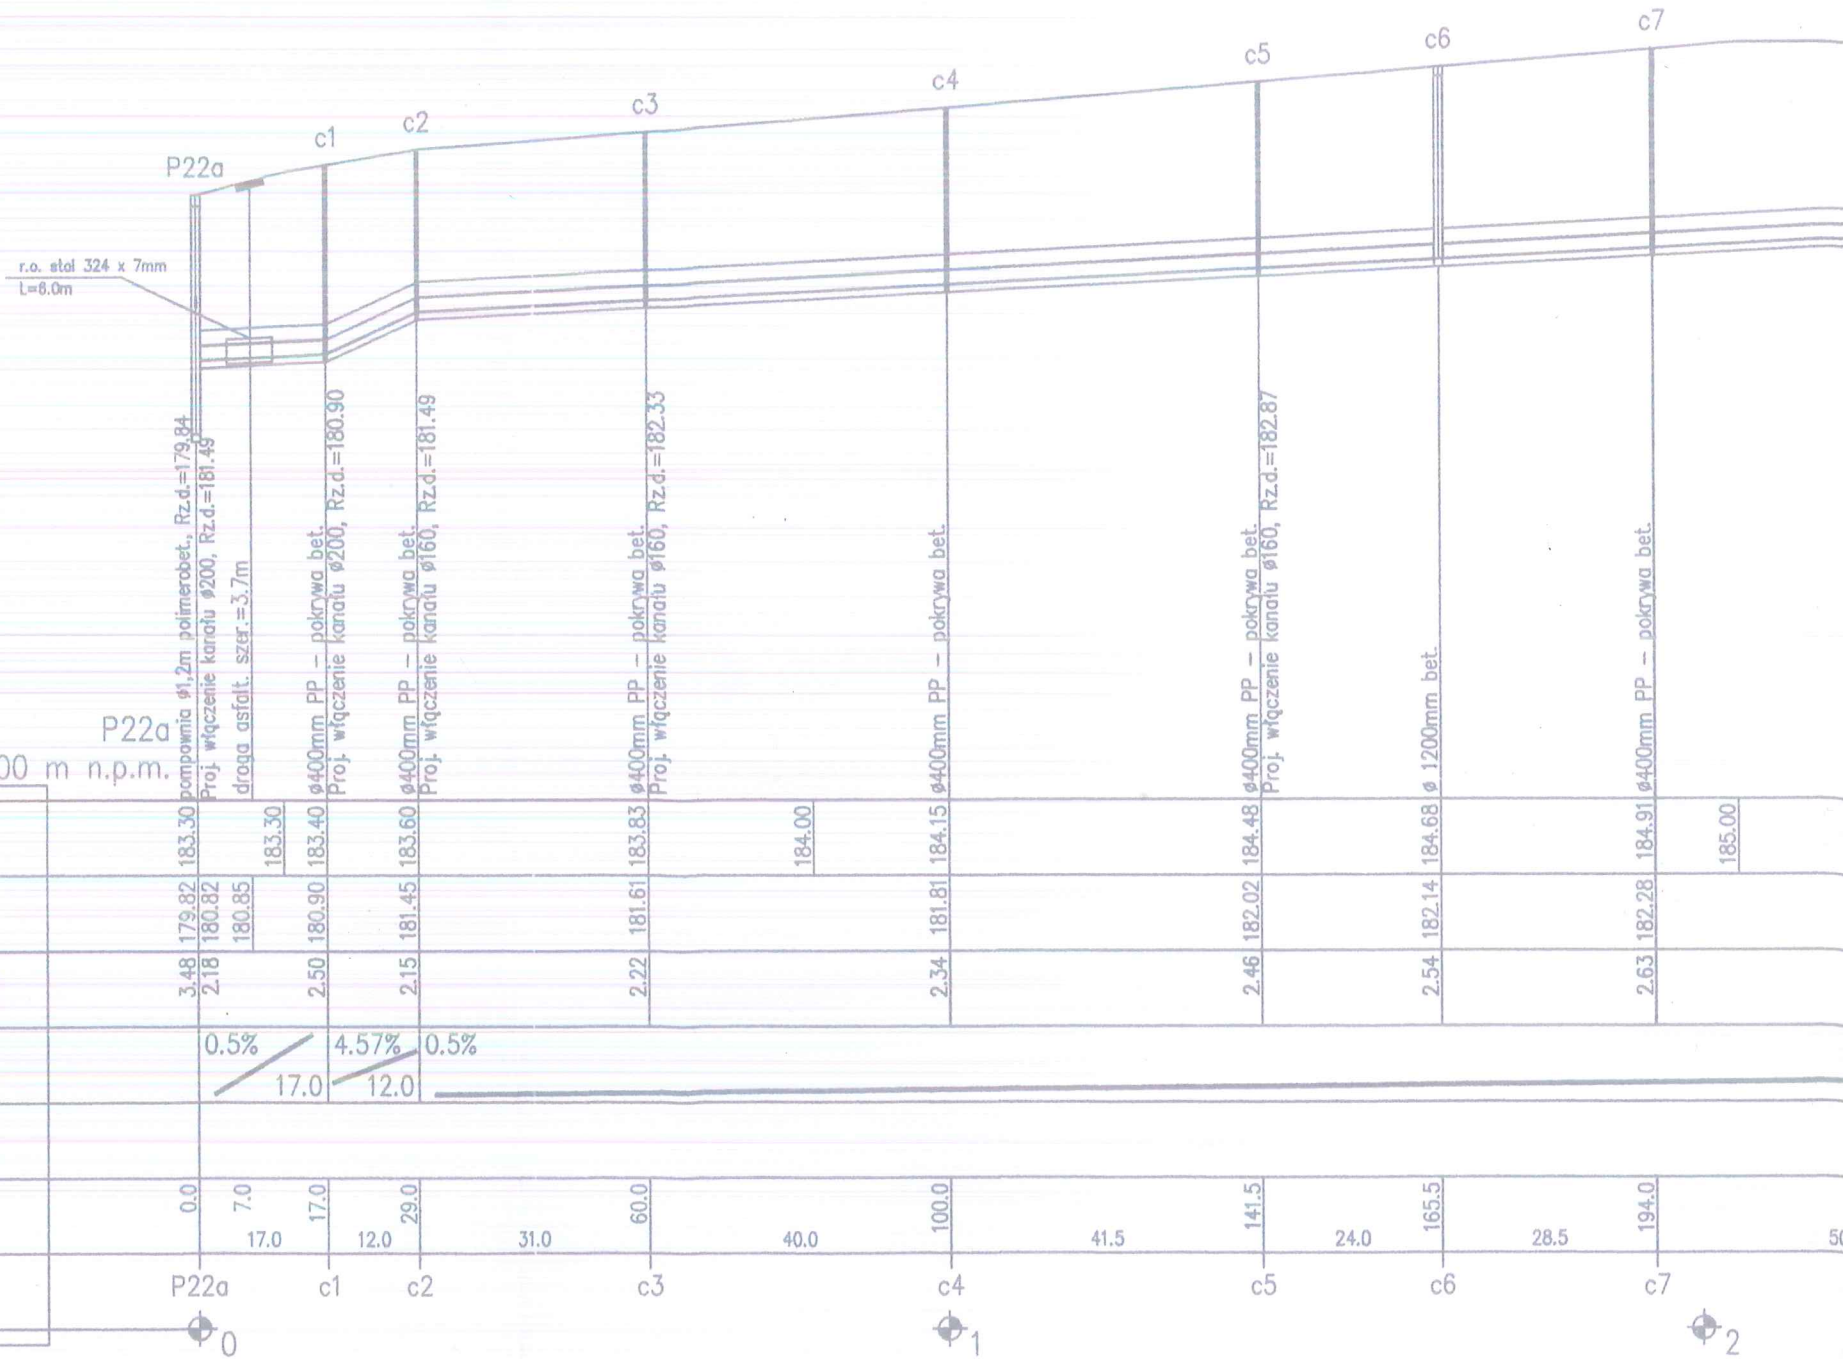 c7
c6
c5
c4
c3
c2
c1
P22a
r.o. stal 324 x 7mm
L=6.0m
pompownia ø1,2m polimerobet., Rz.d.=179.84
Proj. włączenie kanału ø200, Rz.d.=181.49
droga asfalt. szer.=3.7m
ø400mm PP – pokrywa bet.
Proj. włączenie kanału ø200, Rz.d.=180.90
ø400mm PP – pokrywa bet.
Proj. włączenie kanału ø160, Rz.d.=181.49
ø400mm PP – pokrywa bet.
Proj. włączenie kanału ø160, Rz.d.=182.33
ø400mm PP – pokrywa bet.
ø400mm PP – pokrywa bet.
Proj. włączenie kanału ø160, Rz.d.=182.87
ø 1200mm bet.
ø400mm PP – pokrywa bet.
P22a
00 m n.p.m.
183.30 183.30 183.40 183.60 183.83 184.00 184.15 184.48 184.68 184.91 185.00
179.82 180.82 180.85 180.90 181.45 181.61 181.81 182.02 182.14 182.28
3.48 2.18 2.50 2.15 2.22 2.34 2.46 2.54 2.63
0.5% 4.57% 0.5%
17.0 12.0
0.0 7.0 17.0 29.0 60.0 100.0 141.5 165.5 194.0
17.0 12.0 31.0 40.0 41.5 24.0 28.5 50
P22a c1 c2 c3 c4 c5 c6 c7
0 1 2